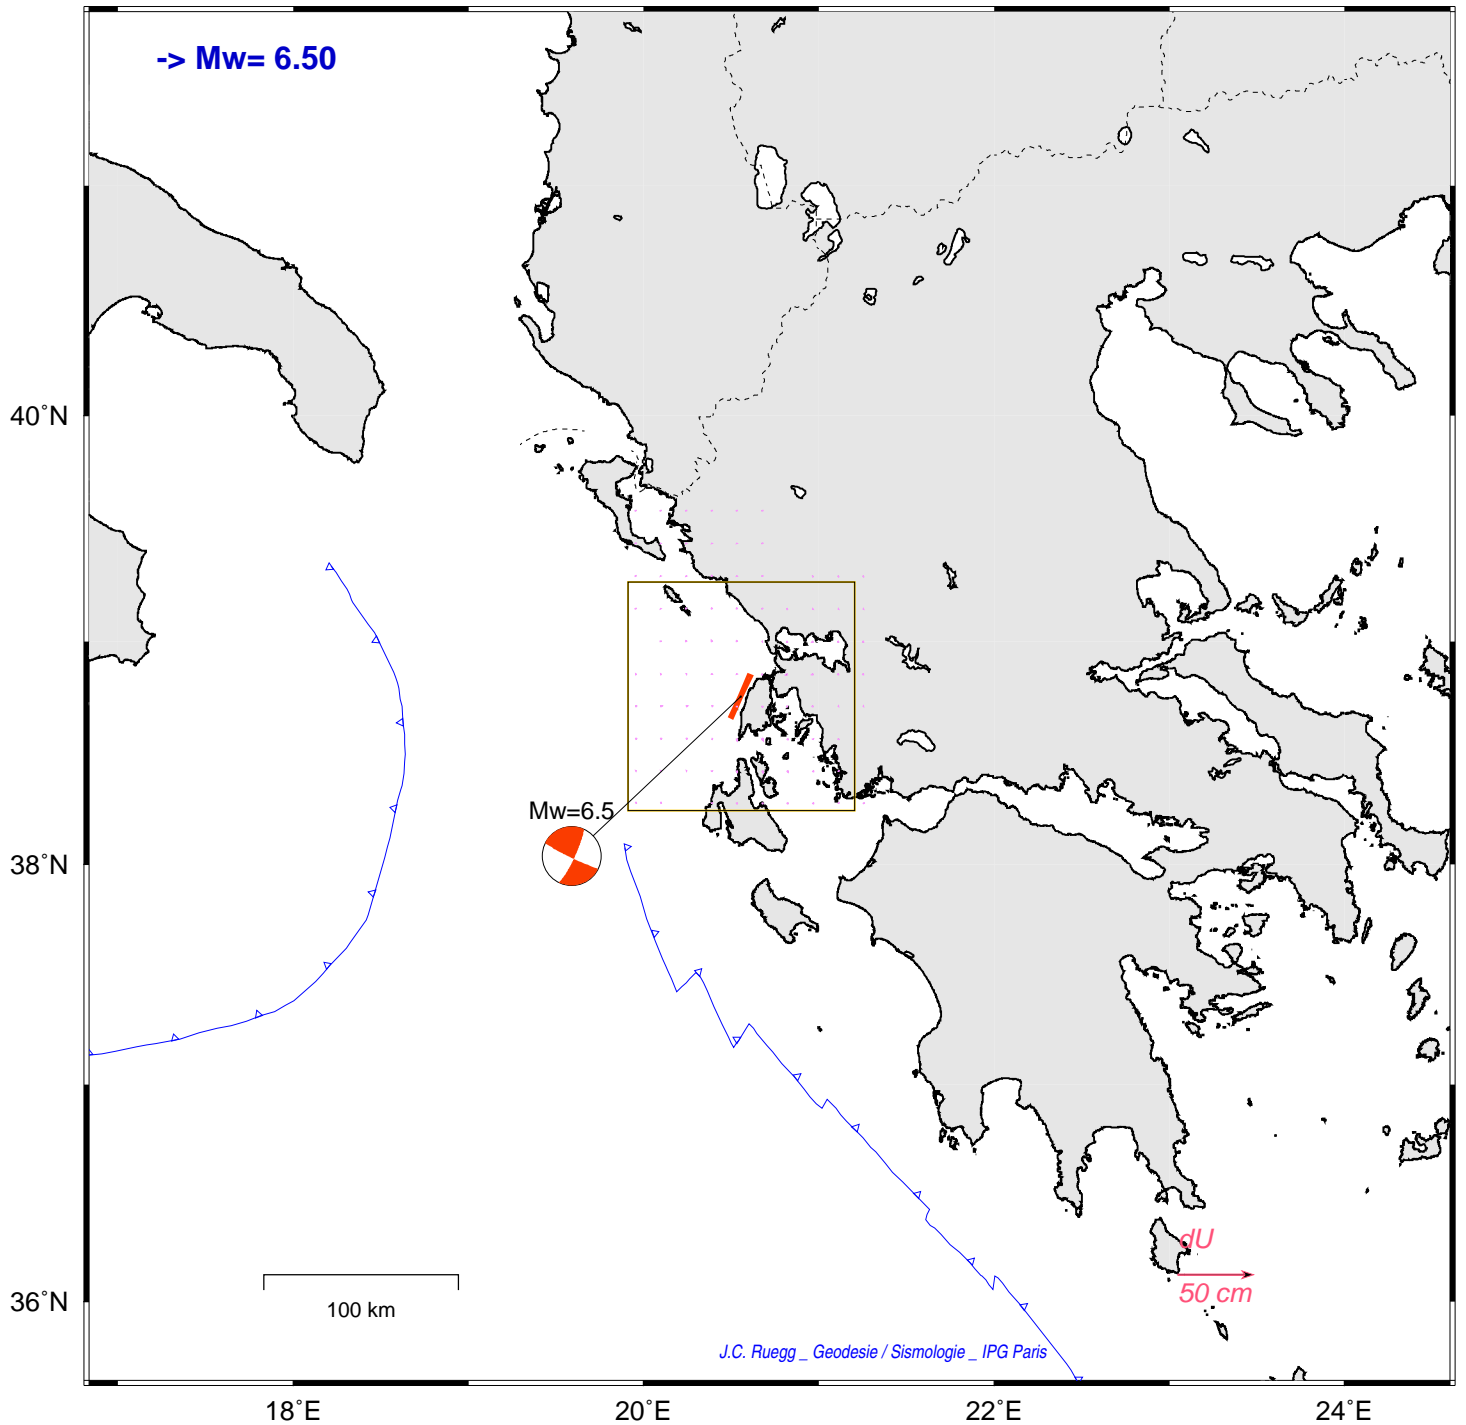 -> Mw= 6.50
40°N
Mw=6.5
38°N
dU
36°N
100 km
50 cm
J.C. Ruegg _ Geodesie / Sismologie _ IPG Paris
18°E
20°E
22°E
24°E